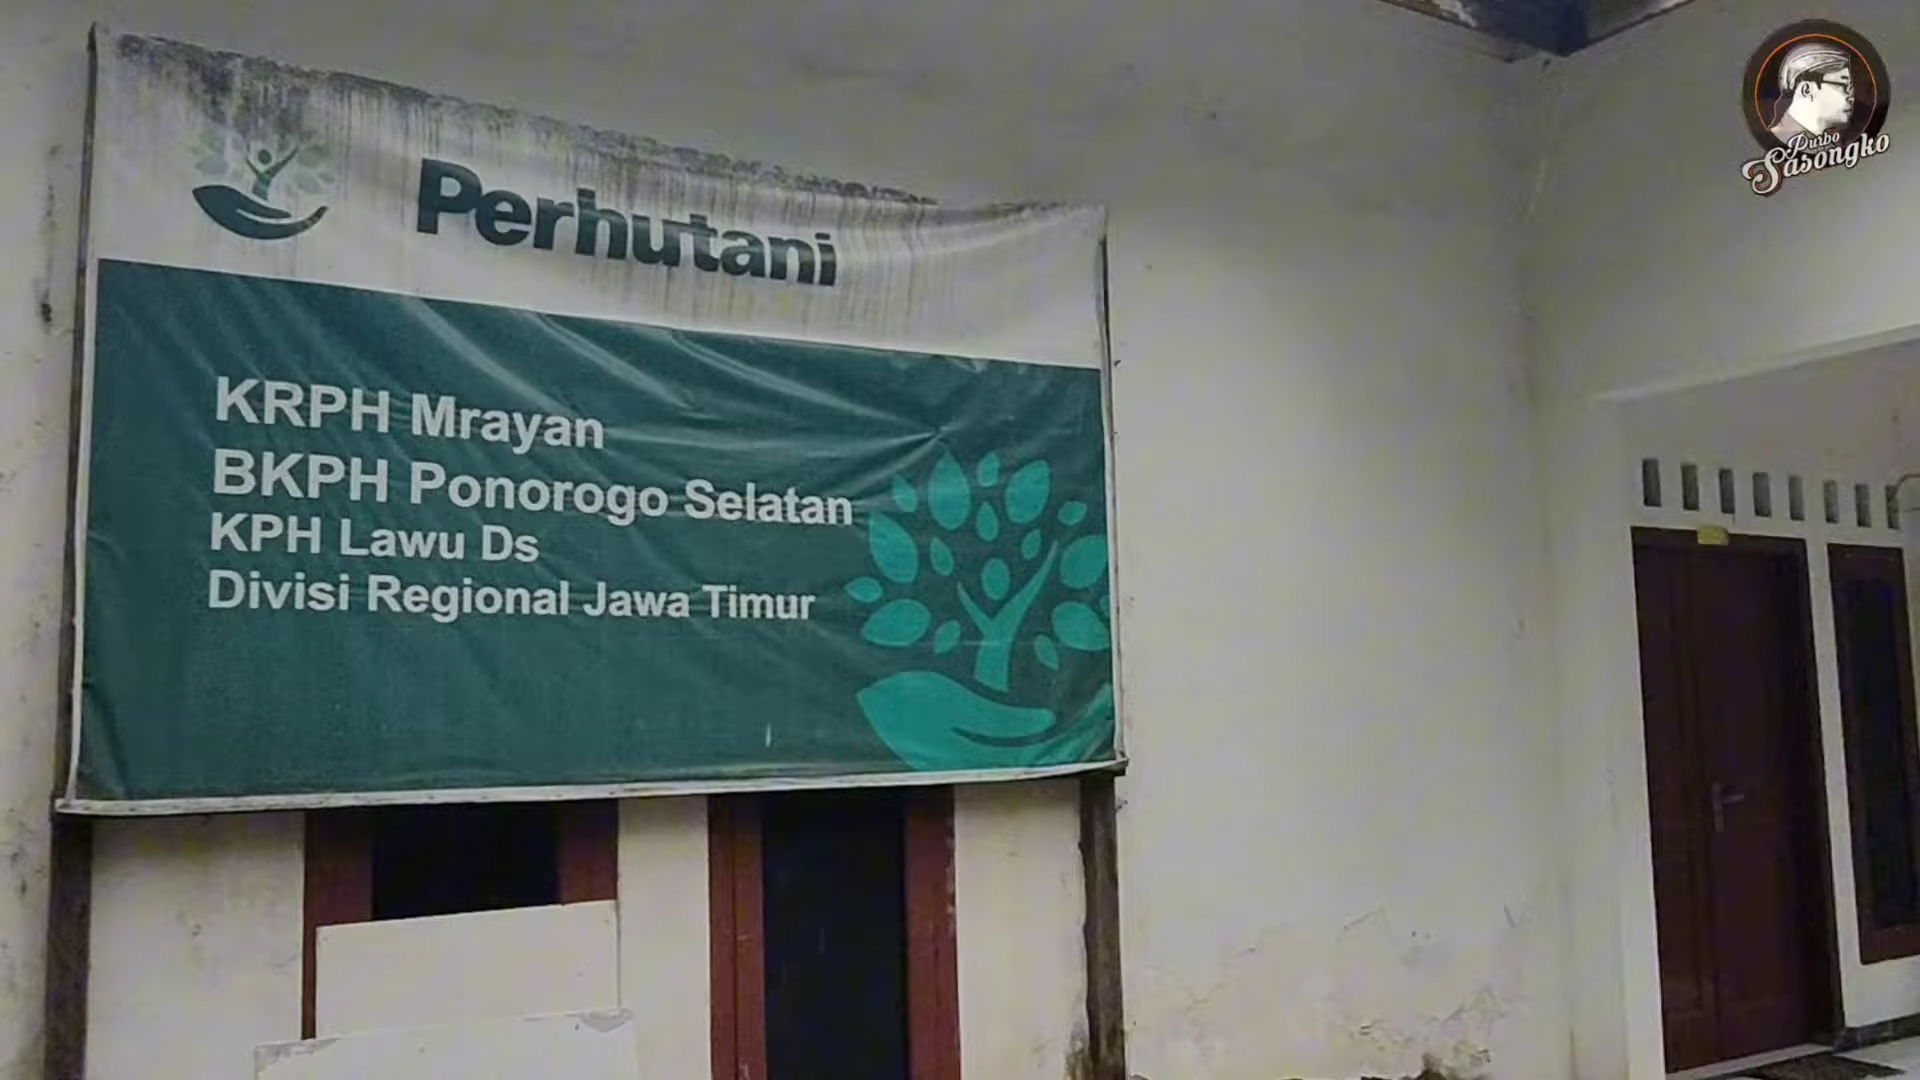 Perhutani
KRPH Mrayan
BKPH Ponorogo Selatan
KPH Lawu Ds
Divisi Regional Jawa Timur
Purbo
Sasongko